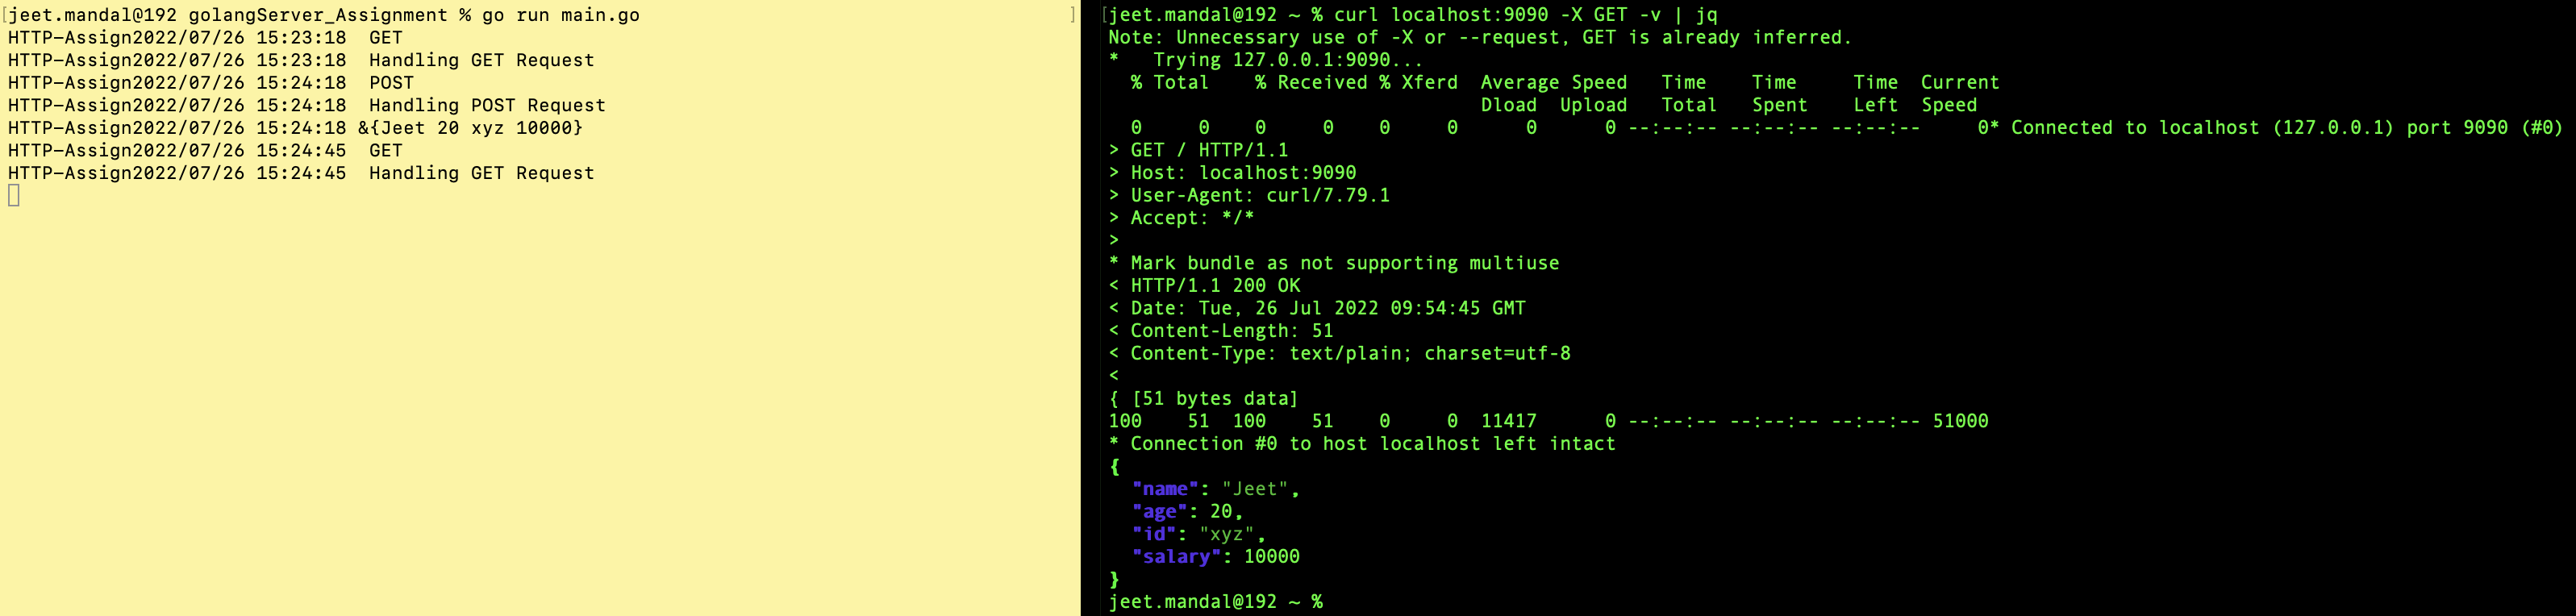 [jeet.mandal@192 golangServer_Assignment % go run main.go ]
HTTP-Assign2022/07/26 15:23:18  GET
HTTP-Assign2022/07/26 15:23:18  Handling GET Request
HTTP-Assign2022/07/26 15:24:18  POST
HTTP-Assign2022/07/26 15:24:18  Handling POST Request
HTTP-Assign2022/07/26 15:24:18 &{Jeet 20 xyz 10000}
HTTP-Assign2022/07/26 15:24:45  GET
HTTP-Assign2022/07/26 15:24:45  Handling GET Request
[jeet.mandal@192 ~ % curl localhost:9090 -X GET -v | jq
Note: Unnecessary use of -X or --request, GET is already inferred.
*   Trying 127.0.0.1:9090...
  % Total    % Received % Xferd  Average Speed   Time    Time     Time  Current
                                 Dload  Upload   Total   Spent    Left  Speed
  0     0    0     0    0     0      0      0 --:--:-- --:--:-- --:--:--     0* Connected to localhost (127.0.0.1) port 9090 (#0)
> GET / HTTP/1.1
> Host: localhost:9090
> User-Agent: curl/7.79.1
> Accept: */*
>
* Mark bundle as not supporting multiuse
< HTTP/1.1 200 OK
< Date: Tue, 26 Jul 2022 09:54:45 GMT
< Content-Length: 51
< Content-Type: text/plain; charset=utf-8
<
{ [51 bytes data]
100    51  100    51    0     0  11417      0 --:--:-- --:--:-- --:--:-- 51000
* Connection #0 to host localhost left intact
{
  "name": "Jeet",
  "age": 20,
  "id": "xyz",
  "salary": 10000
}
jeet.mandal@192 ~ %